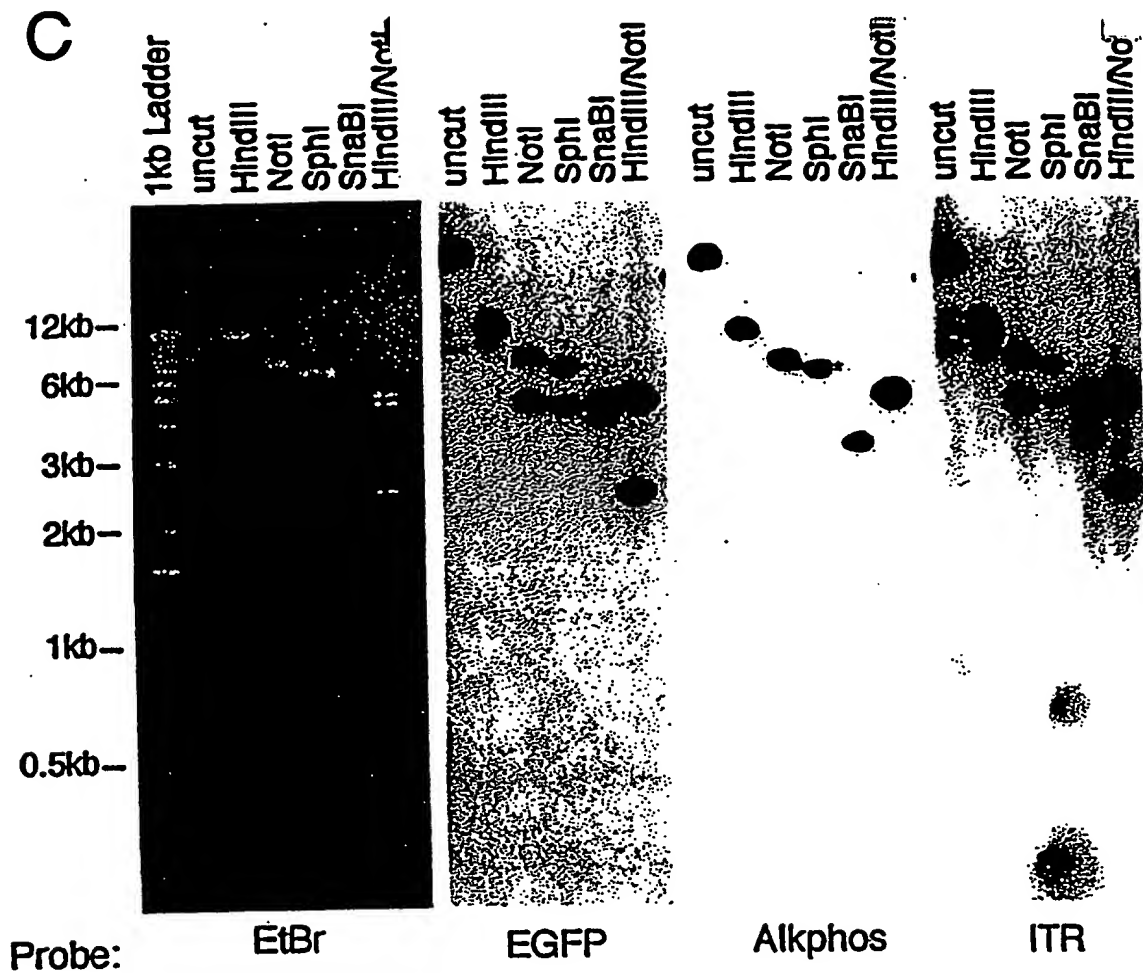 C
1kb Ladder
uncut
HindIII
NotI
SphI
SnaBI
HindIII/NotI
uncut
HindIII
NotI
SphI
SnaBI
HindIII/NotI
uncut
HindIII
NotI
SphI
SnaBI
HindIII/NotI
uncut
HindIII
NotI
SphI
SnaBI
HindIII/No
12kb
6kb
3kb
2kb
1kb
0.5kb
Probe:
EtBr
EGFP
Alkphos
ITR